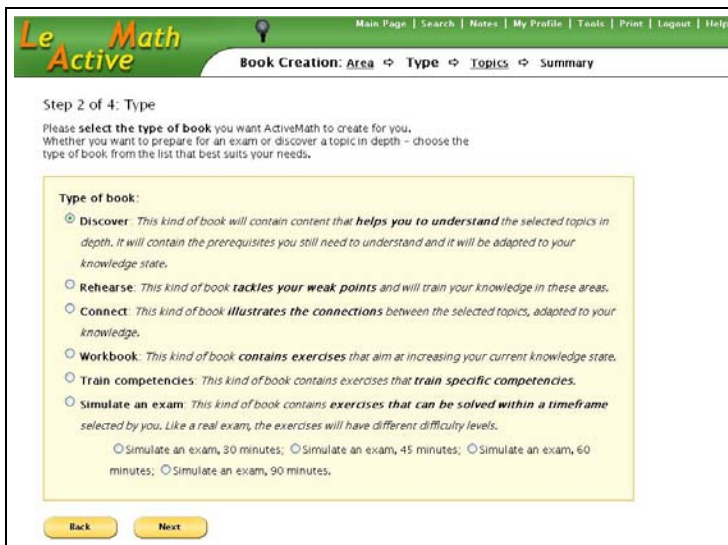 Le Math
Active
Main Page | Search | Notes | My Profile | Tools | Print | Logout | Help
Book Creation: Area ⇨ Type ⇨ Topics ⇨ Summary
Step 2 of 4: Type
Please select the type of book you want ActiveMath to create for you.
Whether you want to prepare for an exam or discover a topic in depth – choose the
type of book from the list that best suits your needs.
Type of book:
Discover: This kind of book will contain content that helps you to understand the selected topics in
depth. It will contain the prerequisites you still need to understand and it will be adapted to your
knowledge state.
Rehearse: This kind of book tackles your weak points and will train your knowledge in these areas.
Connect: This kind of book illustrates the connections between the selected topics, adapted to your
knowledge.
Workbook: This kind of book contains exercises that aim at increasing your current knowledge state.
Train competencies: This kind of book contains exercises that train specific competencies.
Simulate an exam: This kind of book contains exercises that can be solved within a timeframe
selected by you. Like a real exam, the exercises will have different difficulty levels.
Simulate an exam, 30 minutes; Simulate an exam, 45 minutes; Simulate an exam, 60
minutes; Simulate an exam, 90 minutes.
Back Next